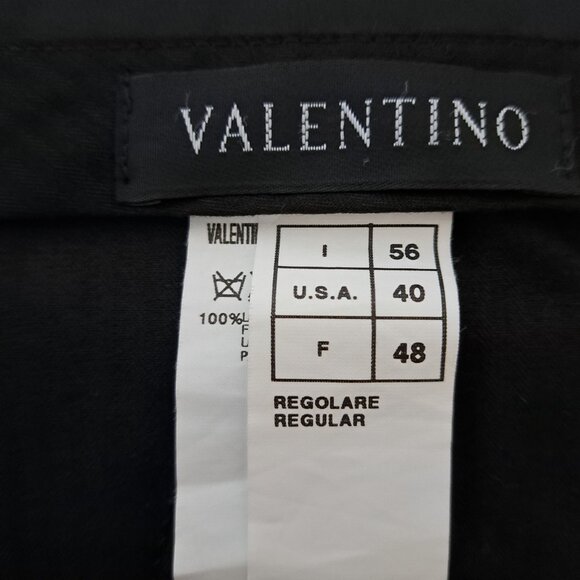 VALENTINO
VALENTI
I 56
U.S.A. 40
F 48
100%
F
U
P
REGOLARE
REGULAR